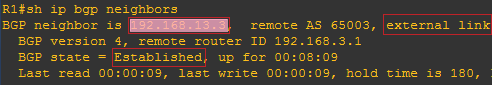 R1#sh ip bgp neighbors
BGP neighbor is 192.168.13.3, remote AS 65003, external link
BGP version 4, remote router ID 192.168.3.1
BGP state = Established, up for 00:08:09
Last read 00:00:09, last write 00:00:09, hold time is 180,